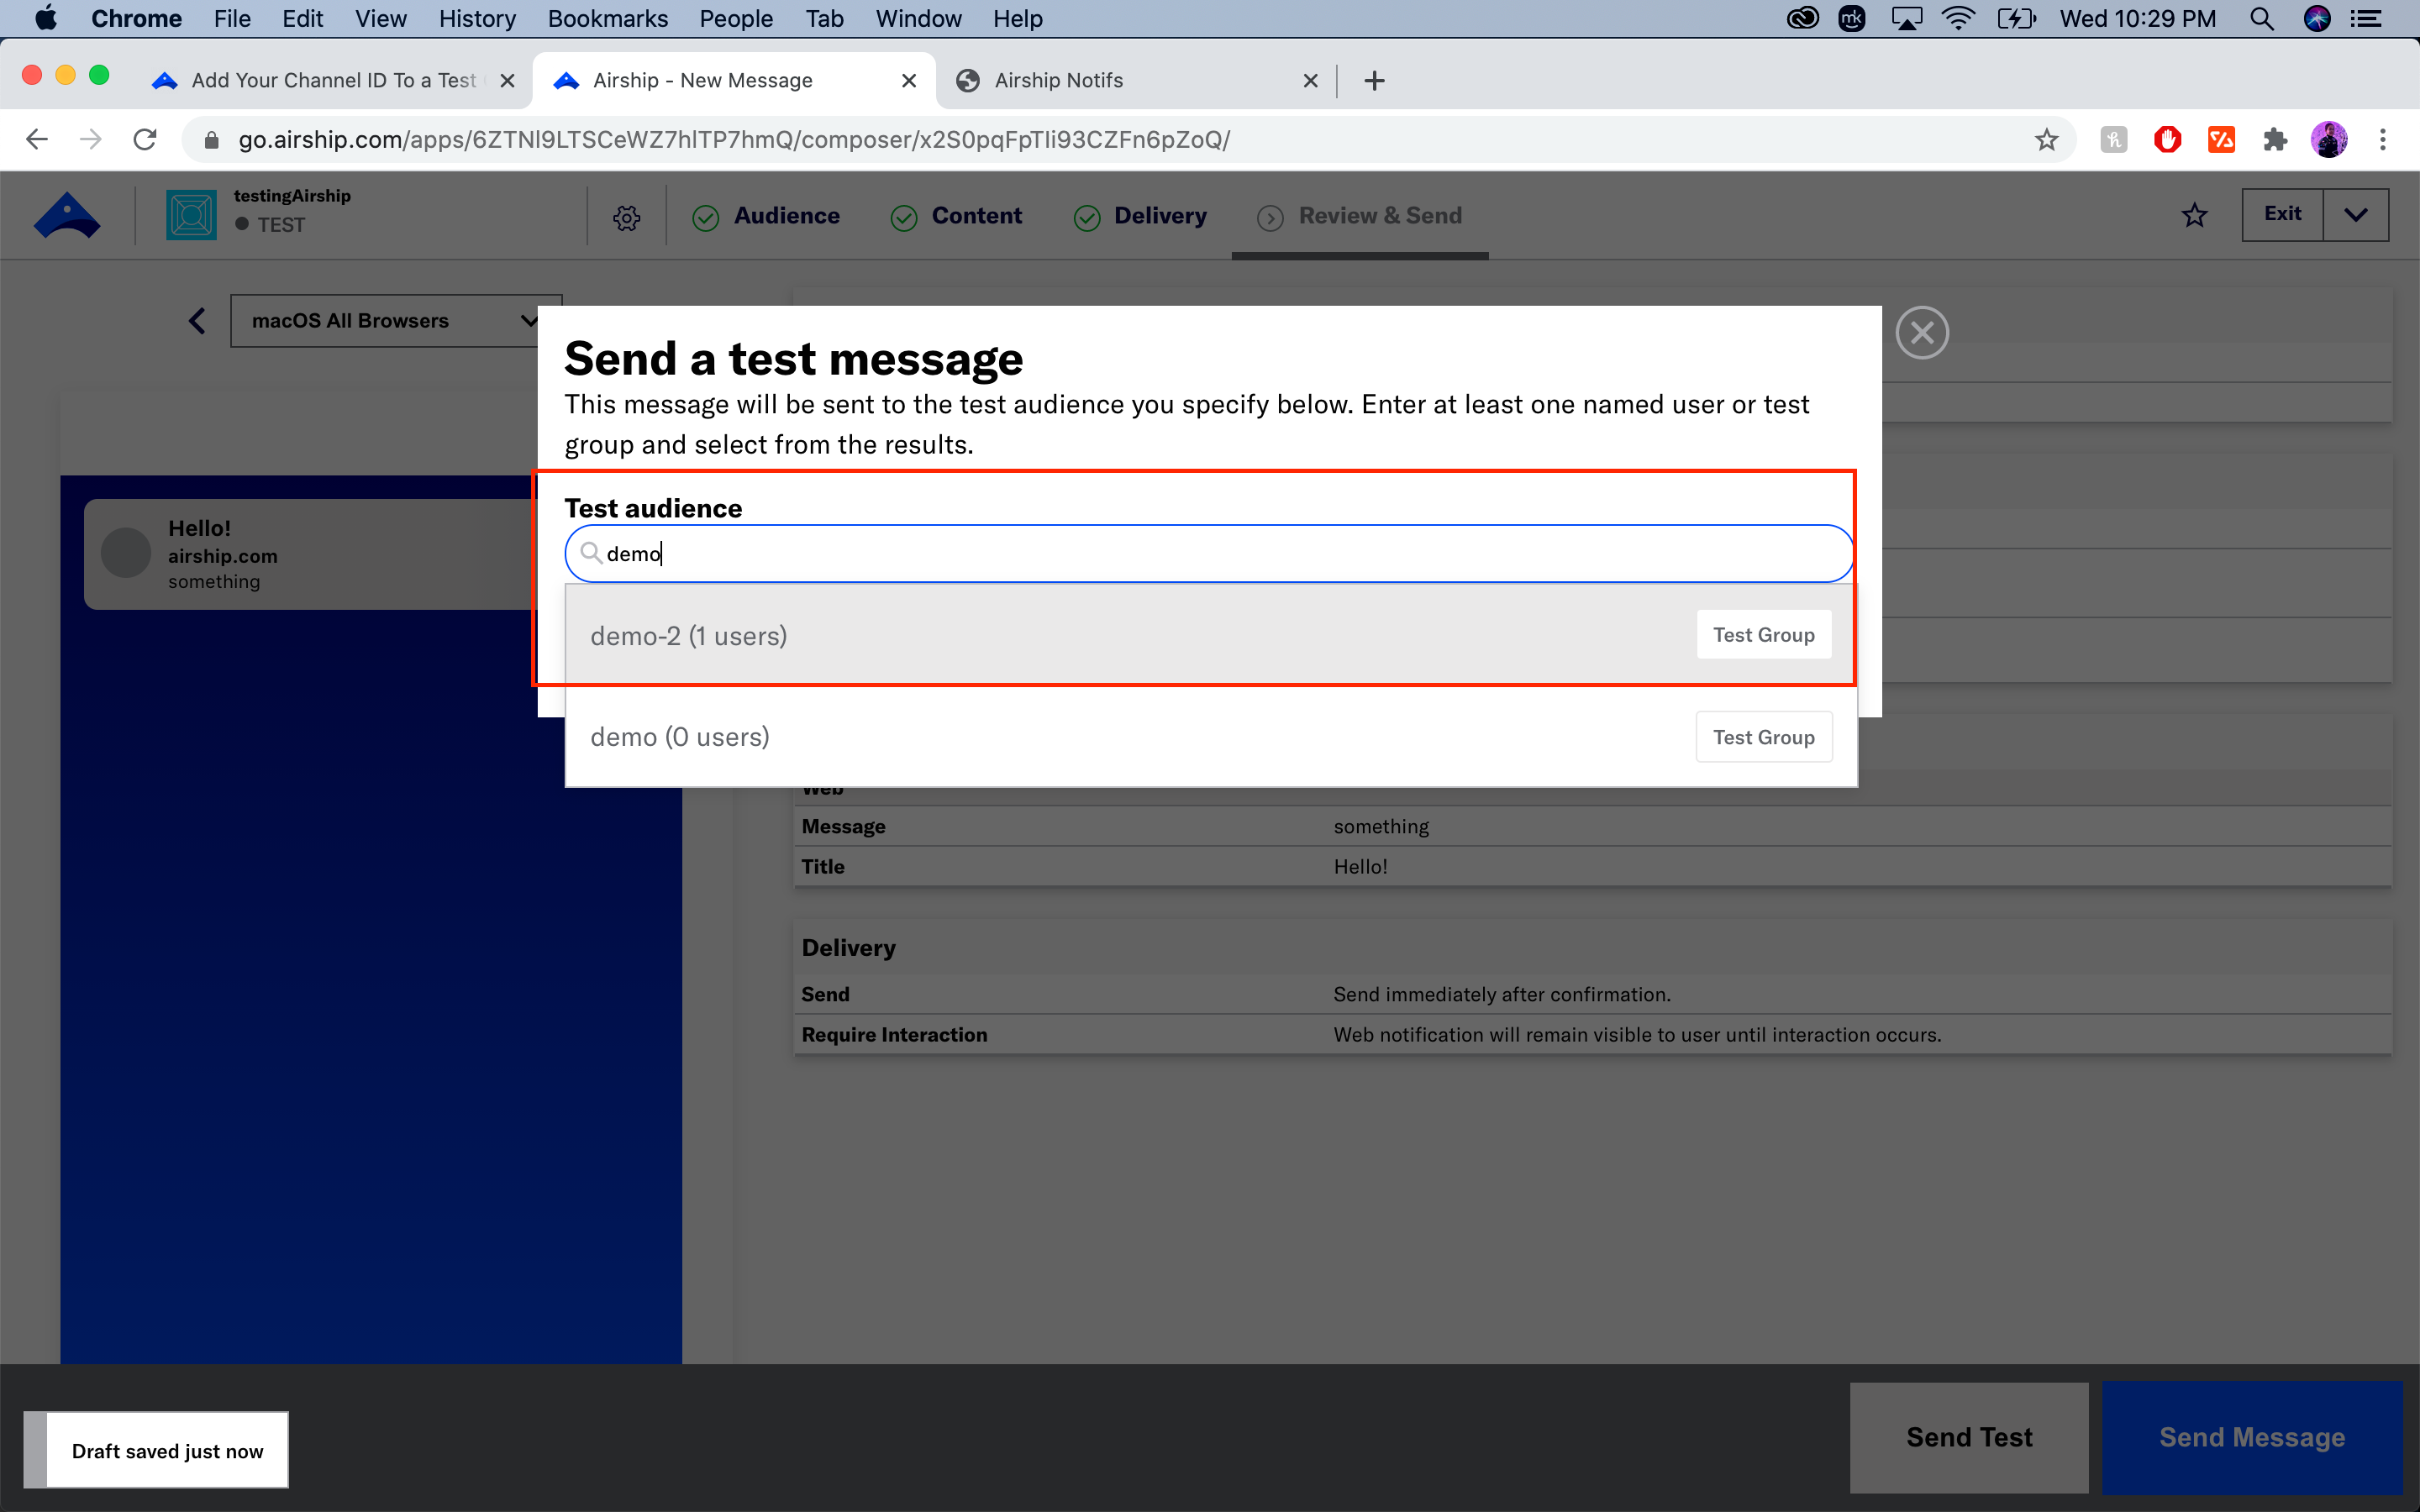 Chrome File Edit View History Bookmarks People Tab Window Help
mk
Wed 10:29 PM
Add Your Channel ID To a Test
Airship - New Message
Airship Notifs
go.airship.com/apps/6ZTNl9LTSCeWZ7hlTP7hmQ/composer/x2S0pqFpTli93CZFn6pZoQ/
testingAirship
TEST
Audience
Content
Delivery
Review & Send
Exit
macOS All Browsers
Send a test message
This message will be sent to the test audience you specify below. Enter at least one named user or test
group and select from the results.
Test audience
demo
demo-2 (1 users)
Test Group
demo (0 users)
Test Group
Hello!
airship.com
something
Web
Message
something
Title
Hello!
Delivery
Send
Send immediately after confirmation.
Require Interaction
Web notification will remain visible to user until interaction occurs.
Draft saved just now
Send Test
Send Message